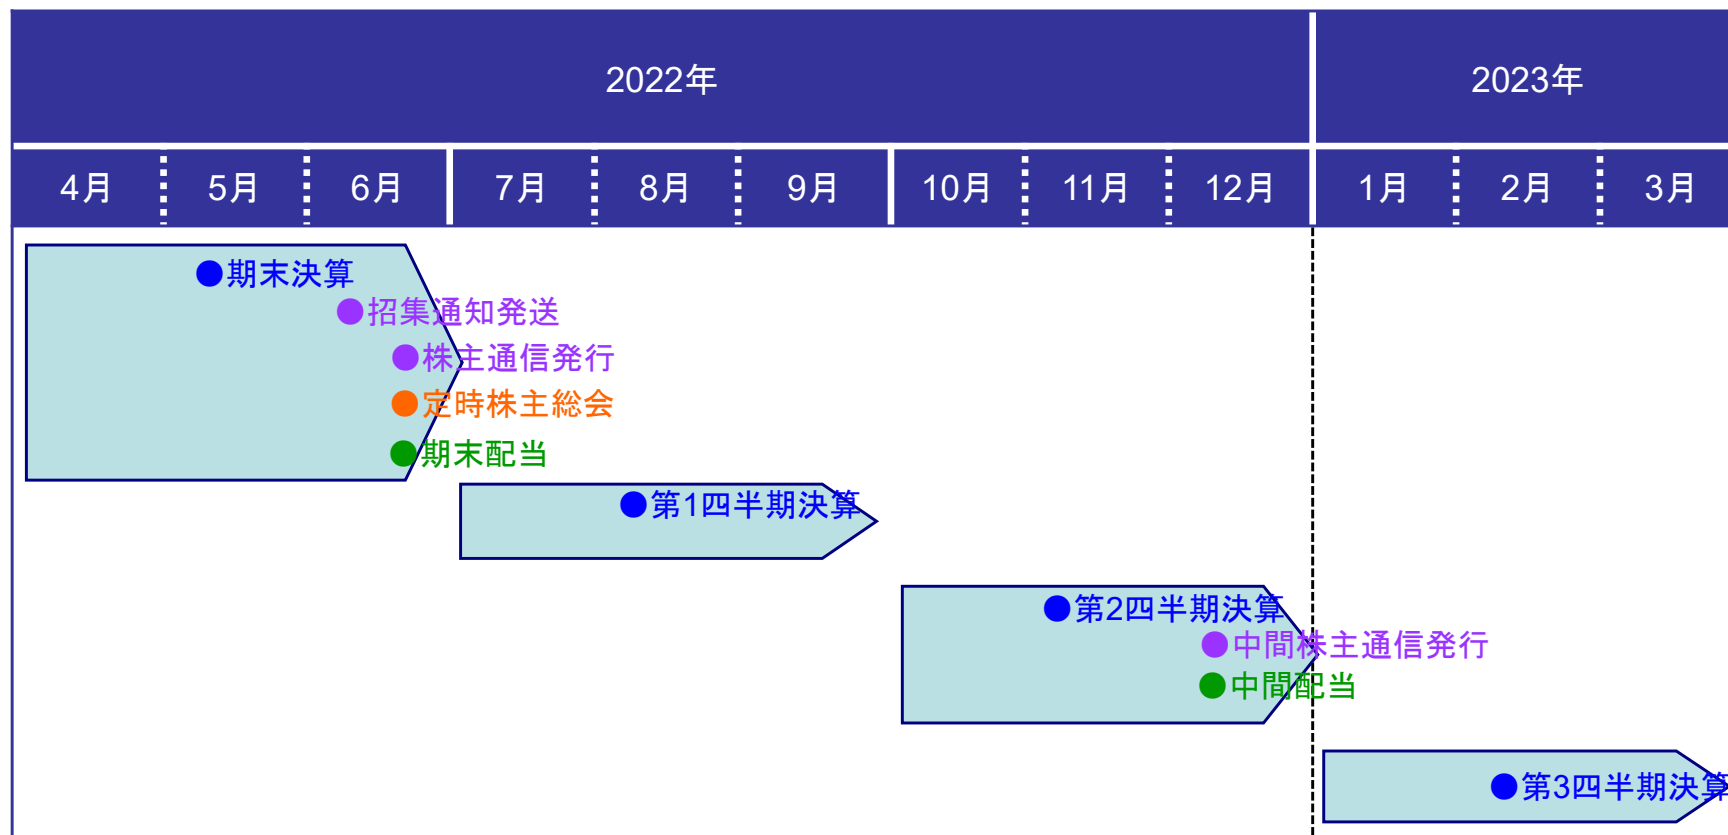 2022年 2023年
4月 5月 6月 7月 8月 9月 10月 11月 12月 1月 2月 3月
●期末決算
●招集通知発送
●株主通信発行
●定時株主総会
●期末配当
●第1四半期決算
●第2四半期決算
●中間株主通信発行
●中間配当
●第3四半期決算